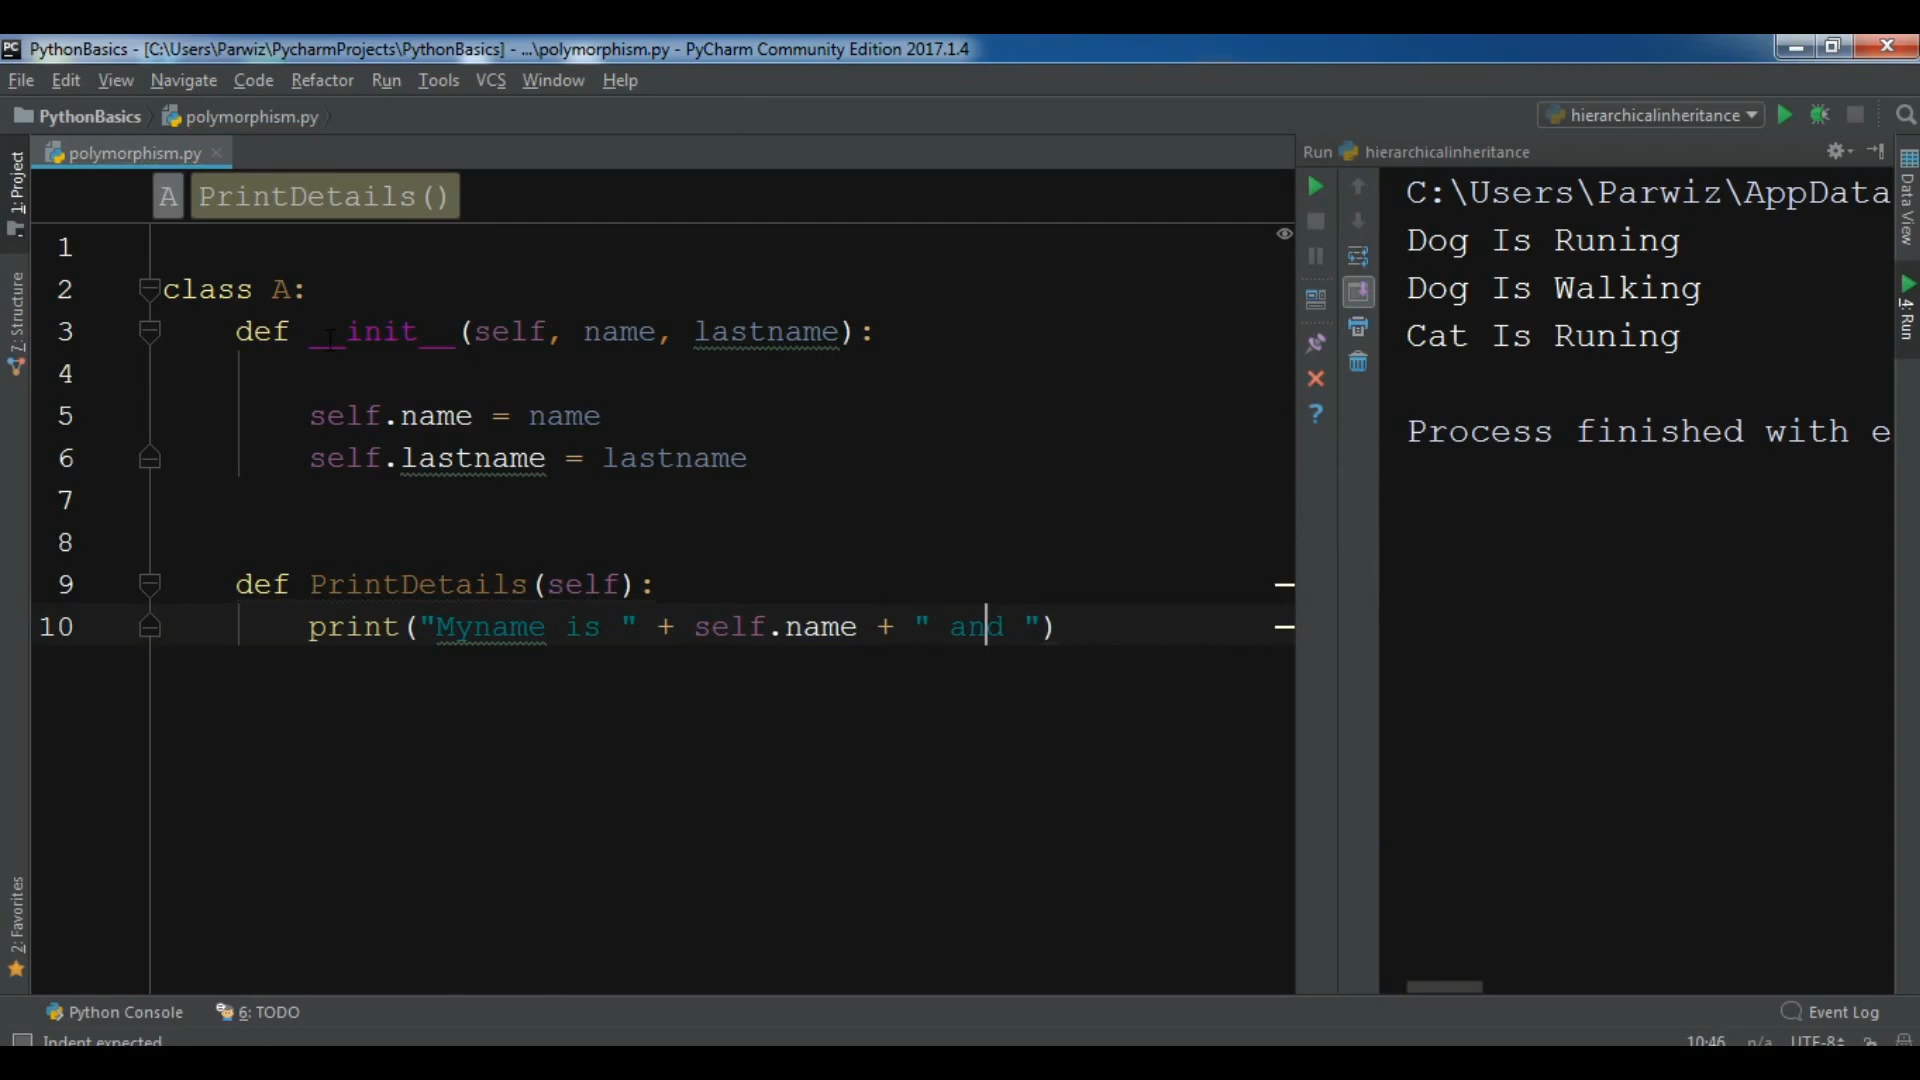 PythonBasics - [C:\Users\Parwiz\PycharmProjects\PythonBasics] - ...\polymorphism.py - PyCharm Community Edition 2017.1.4
File Edit View Navigate Code Refactor Run Tools VCS Window Help
PythonBasics polymorphism.py hierarchicalinheritance
polymorphism.py
Run hierarchicalinheritance
A PrintDetails()
1
2 class A:
3 def __init__(self, name, lastname):
4
5 self.name = name
6 self.lastname = lastname
7
8
9 def PrintDetails(self):
10 print("Myname is " + self.name + " and ")
C:\Users\Parwiz\AppData
Dog Is Runing
Dog Is Walking
Cat Is Runing
Process finished with e
1: Project
7: Structure
2: Favorites
Data View
4: Run
Python Console 6: TODO
Event Log
Indent expected
10:46 n/a UTF-8